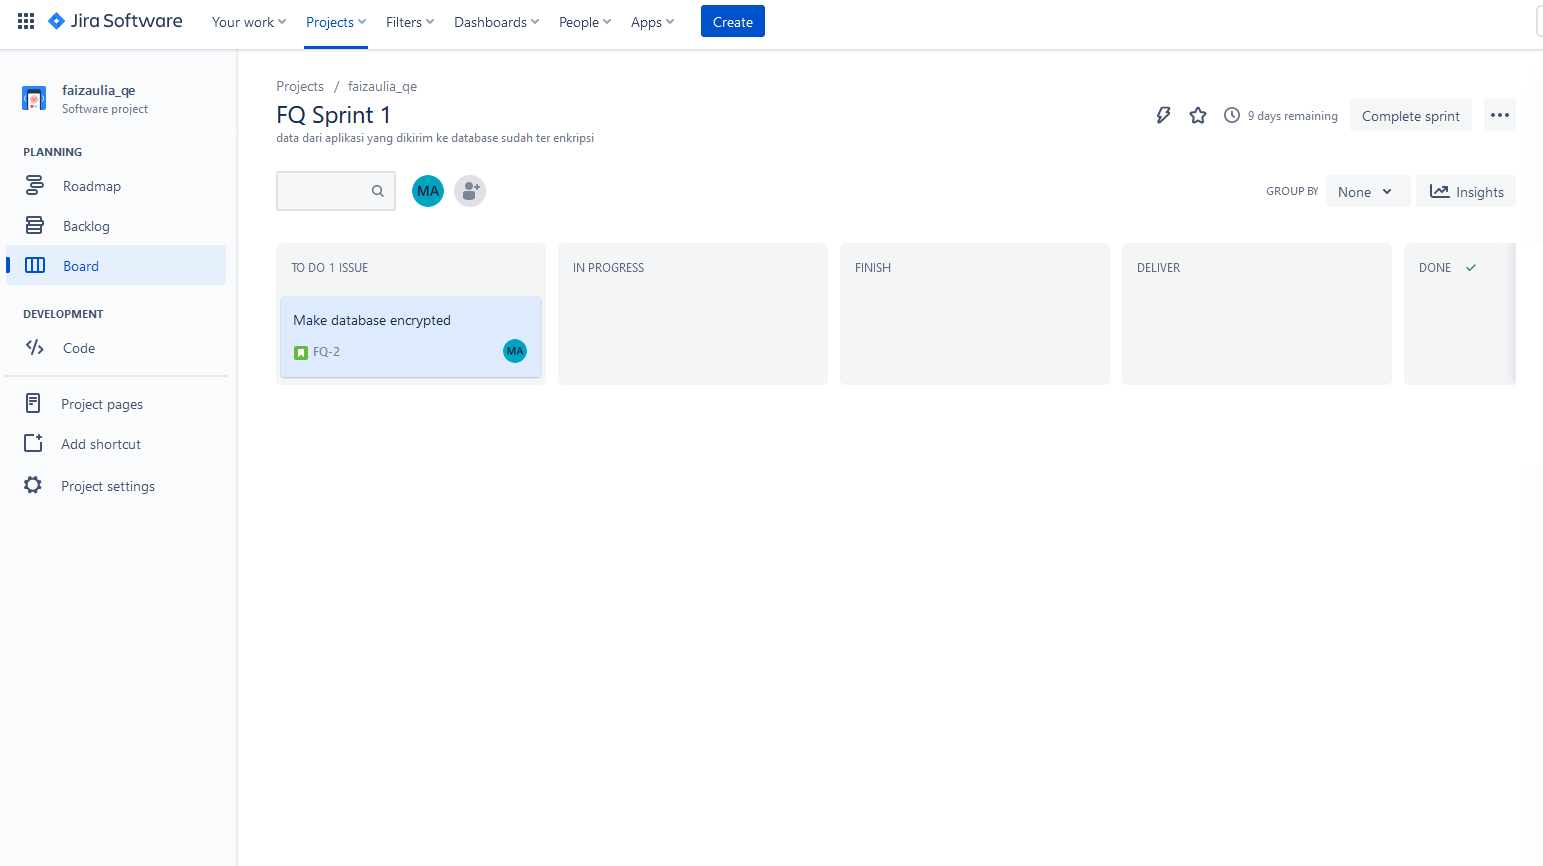 Jira Software Your work Projects Filters Dashboards People Apps Create
faizaulia_qe
Software project
PLANNING
Roadmap
Backlog
Board
DEVELOPMENT
Code
Project pages
Add shortcut
Project settings
Projects / faizaulia_qe
FQ Sprint 1
data dari aplikasi yang dikirim ke database sudah ter enkripsi
9 days remaining Complete sprint
MA
GROUP BY None Insights
TO DO 1 ISSUE
Make database encrypted
FQ-2 MA
IN PROGRESS
FINISH
DELIVER
DONE